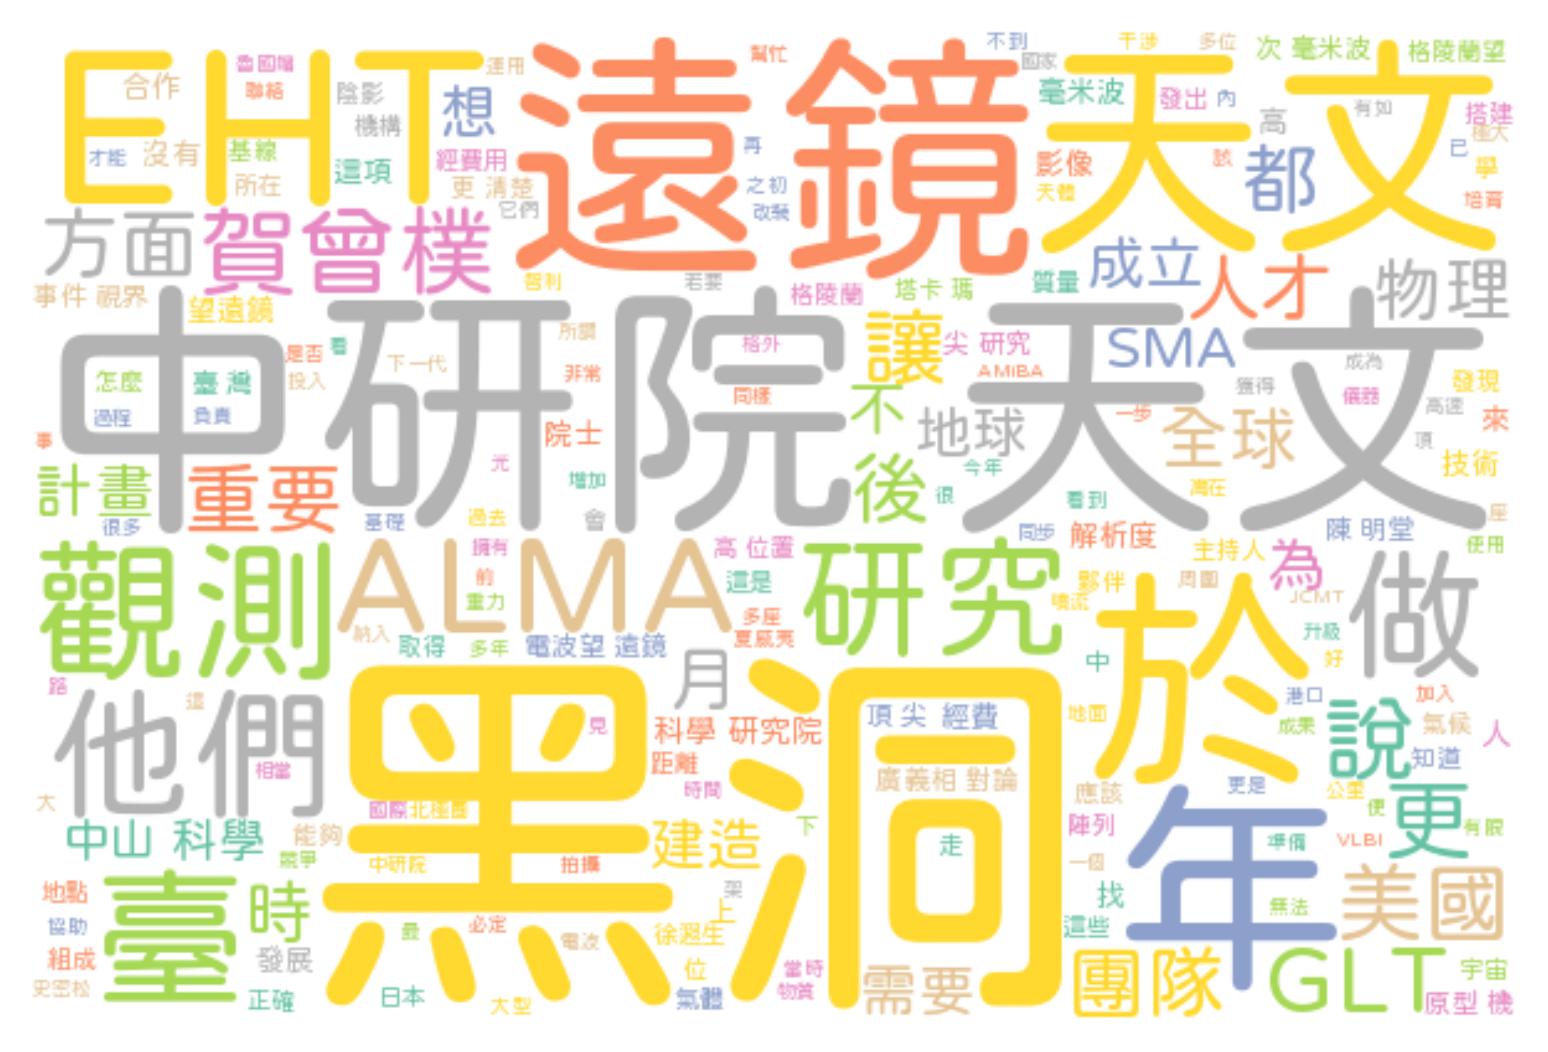 EHT
遠鏡
天文
合作
魯國帽
聯絡
陰影
機構
運用
想
幫忙
不到
國家
干涉
多位
次 毫米波
格陵蘭望
毫米波
發出
內
高
有如
搭建
種大
才能
沒有
基線
所在
這項
經費用
更 清楚
它們
再
之初
改裝
影像
天體
該
都
已
學
培育
方面
賀曾樸
智利
若要
格陵蘭
塔卡 瑪
質量
成立
人才
物理
事件 視界
望遠鏡
中研院
天文
所謂
格外
讓
尖 研究
SMA
成為
AMiBA
獲得
儀器
發現
高速
來
是否
看
下一代
投入
非常
同樣
怎麼
臺灣
過程
負責
事
院士
不
地球
一步
全球
項
技術
計畫
重要
元
增加
後
很
今年
看到
灣在
很多
基礎
過去
會
同步
解析度
陳 明堂
座
使用
觀測
ALMA
擁有
前
重力
高 位置
這是
研究
夥伴
主持人
周圍
為
做
噴流
JCMT
升級
好
於
納入
取得
多年
電波望 遠鏡
多座
夏威夷
中
月
路
這
他們
黑洞
見
相當
科學 研究院
距離
時間
頂 尖 經費
廣義相 對論
地面
港口
成果
說
加入
氣候
人
知道
更是
應該
公里
便
更
有限
大
國際
北極圈
中山 科學
能夠
競爭
中研院
拍攝
建造
下
走
陣列
一個
年
準備
VLBI
找
無法
美國
地點
協助
組成
史密松
臺
時
發展
正確
最
日本
必定
大型
電波
架
上
徐遐生
位
氣體
當時
物質
需要
這些
團隊
GLT
宇宙
原型 機